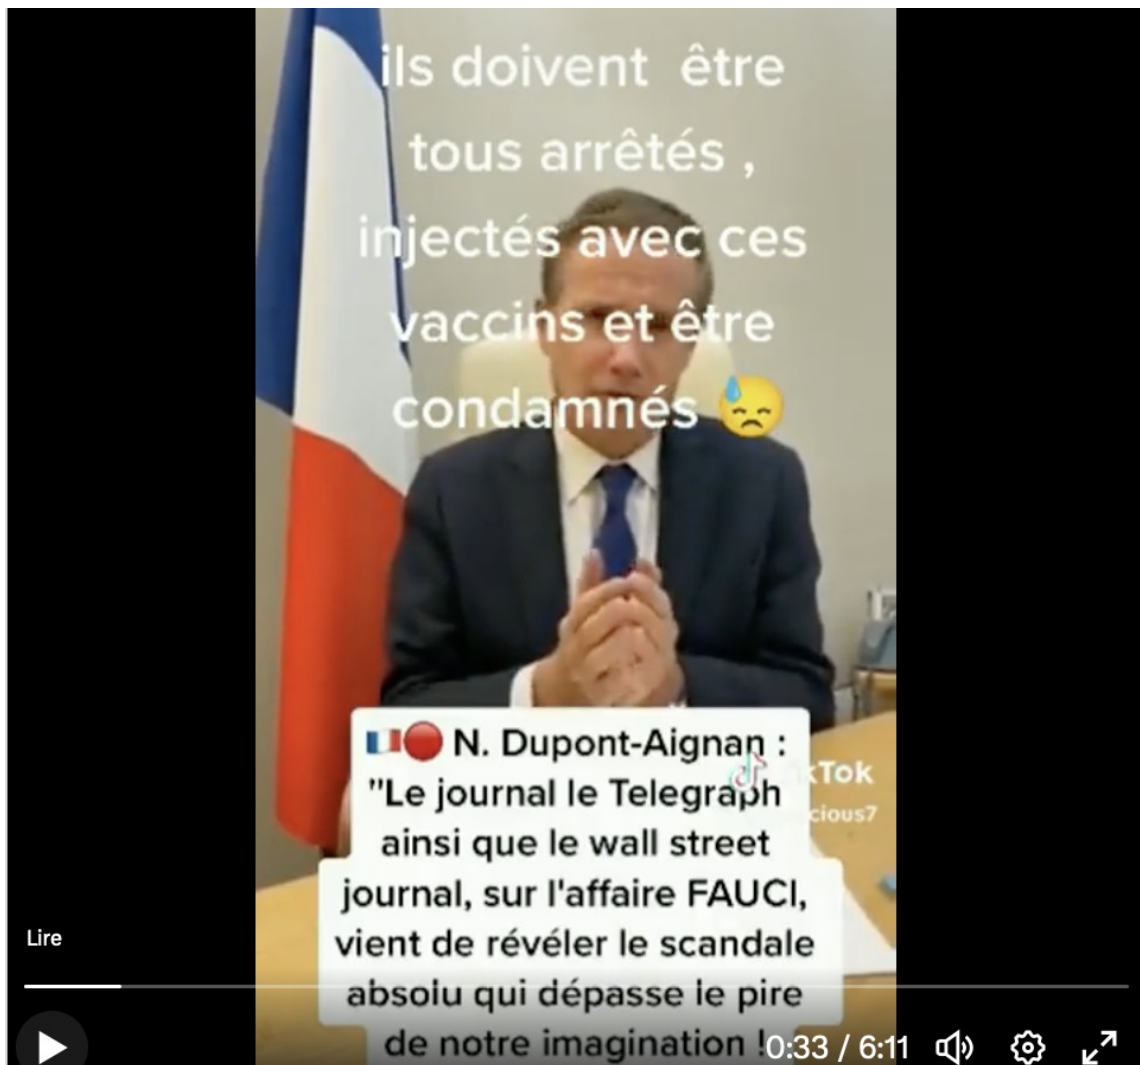 ils doivent être
tous arrêtés ,
injectés avec ces
vaccins et être
condamnés 😓
🇫🇷🔴 N. Dupont-Aignan :
"Le journal le Telegraph
ainsi que le wall street
journal, sur l'affaire FAUCI,
vient de révéler le scandale
absolu qui dépasse le pire
de notre imagination !
kTok
cious7
Lire
0:33 / 6:11